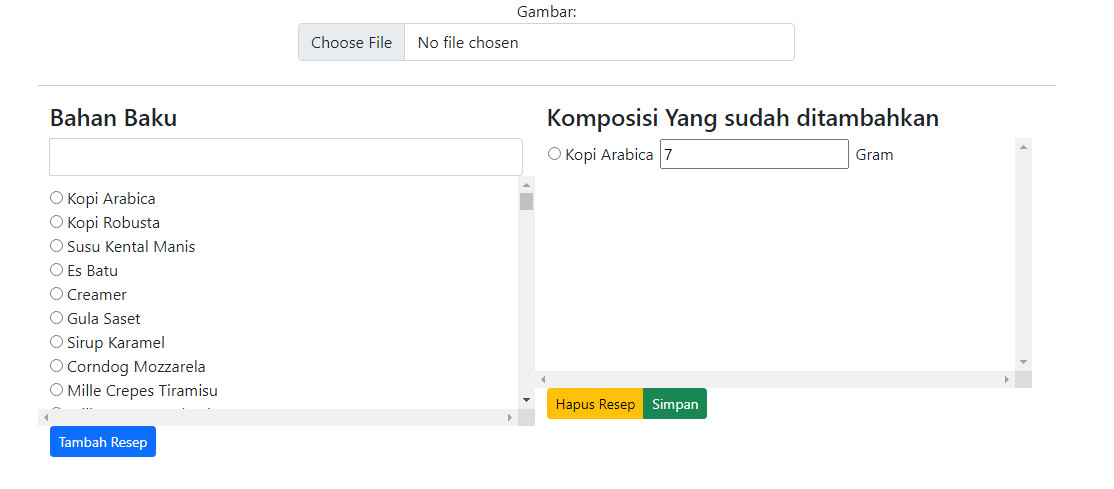 Gambar:
Choose File No file chosen
Bahan Baku
Kopi Arabica
Kopi Robusta
Susu Kental Manis
Es Batu
Creamer
Gula Saset
Sirup Karamel
Corndog Mozzarela
Mille Crepes Tiramisu
Tambah Resep
Komposisi Yang sudah ditambahkan
Kopi Arabica 7 Gram
Hapus Resep Simpan